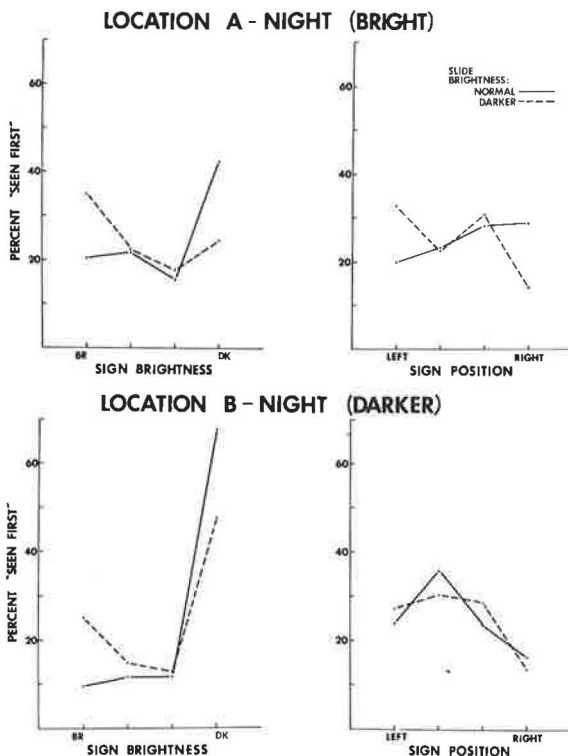 LOCATION A - NIGHT (BRIGHT)
PERCENT "SEEN FIRST"
60
40
20
BR
DK
SIGN BRIGHTNESS
SLIDE
BRIGHTNESS:
NORMAL
DARKER
60
40
20
LEFT
RIGHT
SIGN POSITION
LOCATION B - NIGHT (DARKER)
PERCENT "SEEN FIRST"
60
40
20
BR
DK
SIGN BRIGHTNESS
60
40
20
LEFT
RIGHT
SIGN POSITION